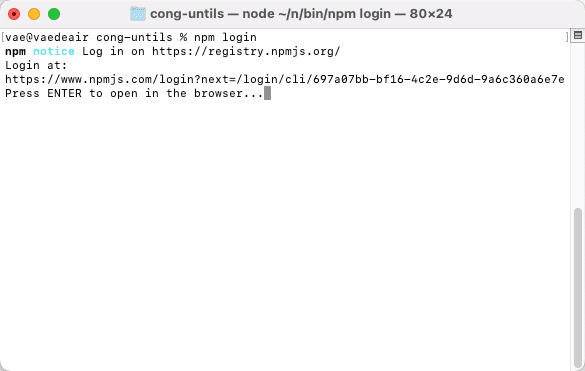 cong-untils — node ~/n/bin/npm login — 80×24
[vae@vaedeair cong-untils % npm login ]
npm notice Log in on https://registry.npmjs.org/
Login at:
https://www.npmjs.com/login?next=/login/cli/697a07bb-bf16-4c2e-9d6d-9a6c360a6e7e
Press ENTER to open in the browser...